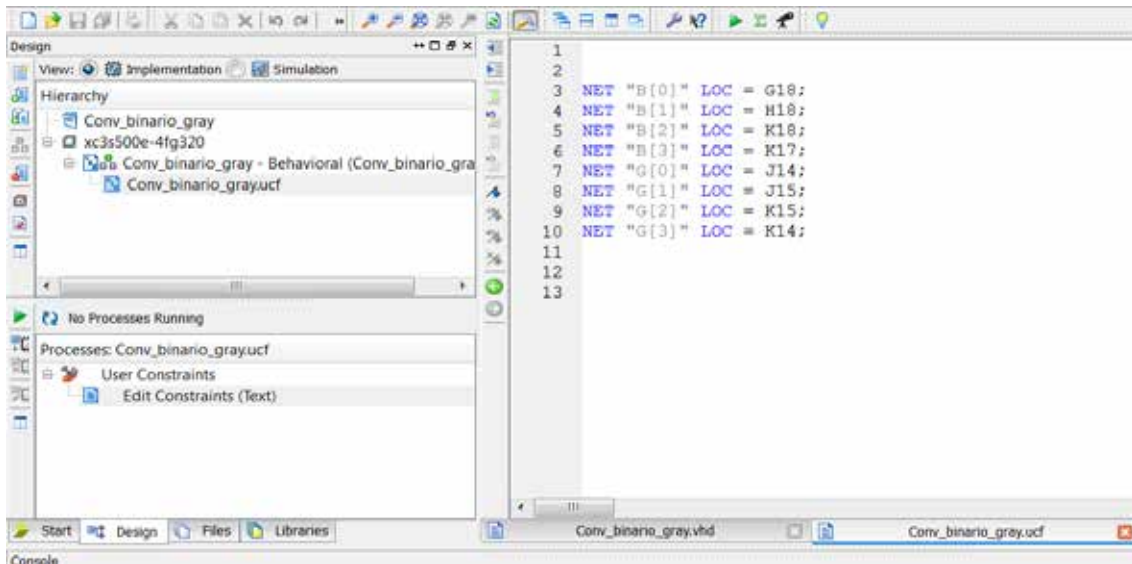 Design
View: Implementation Simulation
Hierarchy
Conv_binario_gray
xc3s500e-4fg320
Conv_binario_gray - Behavioral (Conv_binario_gra
Conv_binario_gray.ucf
No Processes Running
Processes: Conv_binario_gray.ucf
User Constraints
Edit Constraints (Text)
Start Design Files Libraries
1
2
3 NET "B[0]" LOC = G18;
4 NET "B[1]" LOC = H18;
5 NET "B[2]" LOC = K18;
6 NET "B[3]" LOC = K17;
7 NET "G[0]" LOC = J14;
8 NET "G[1]" LOC = J15;
9 NET "G[2]" LOC = K15;
10 NET "G[3]" LOC = K14;
11
12
13
Conv_binario_gray.vhd Conv_binario_gray.ucf
Console